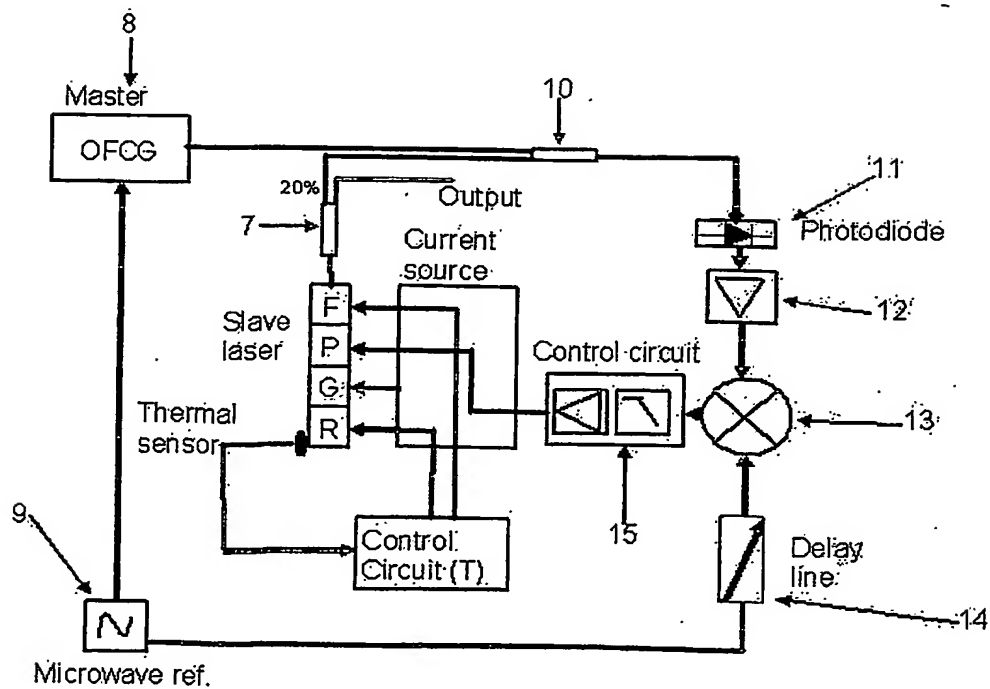 8
Master
OFCG
10
20%
Output
7
11
Photodiode
Current
source
F
P
G
R
Slave
laser
12
Control circuit
13
Thermal
sensor
15
9
Control
Circuit (T)
Delay
line
14
Microwave ref.